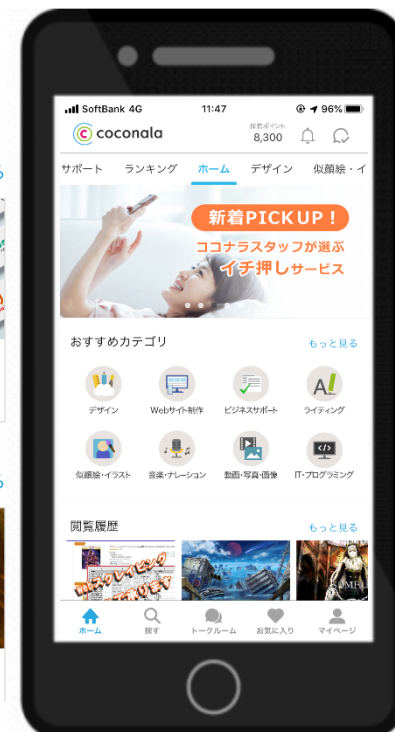 SoftBank 4G
11:47
96%
coconala
保有ポイント
8,300
サポート
ランキング
ホーム
デザイン
似顔絵・イ
新着PICKUP!
ココナラスタッフが選ぶ
イチ押しサービス
おすすめカテゴリ
もっと見る
デザイン
Webサイト制作
ビジネスサポート
ライティング
似顔絵・イラスト
音楽・ナレーション
動画・写真・画像
IT・プログラミング
閲覧履歴
もっと見る
ホーム
探す
トークルーム
お気に入り
マイページ